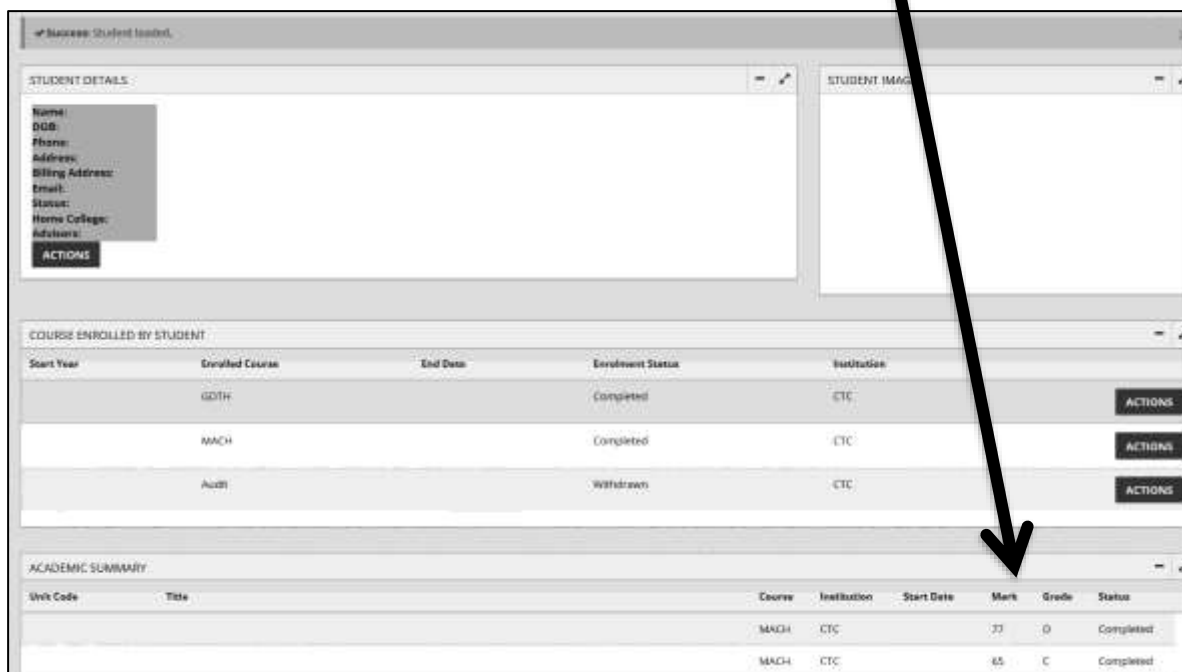 ✔ Success: Student loaded.
STUDENT DETAILS
STUDENT IMAG
Name:
DOB:
Phone:
Address:
Billing Address:
Email:
Status:
Home College:
Advisors:
ACTIONS
COURSE ENROLLED BY STUDENT
Start Year Enrolled Course End Date Enrolment Status Institution
GDTH Completed CTC ACTIONS
MACH Completed CTC ACTIONS
Audit Withdrawn CTC ACTIONS
ACADEMIC SUMMARY
Unit Code Title Course Institution Start Date Mark Grade Status
MACH CTC 77 D Completed
MACH CTC 65 C Completed